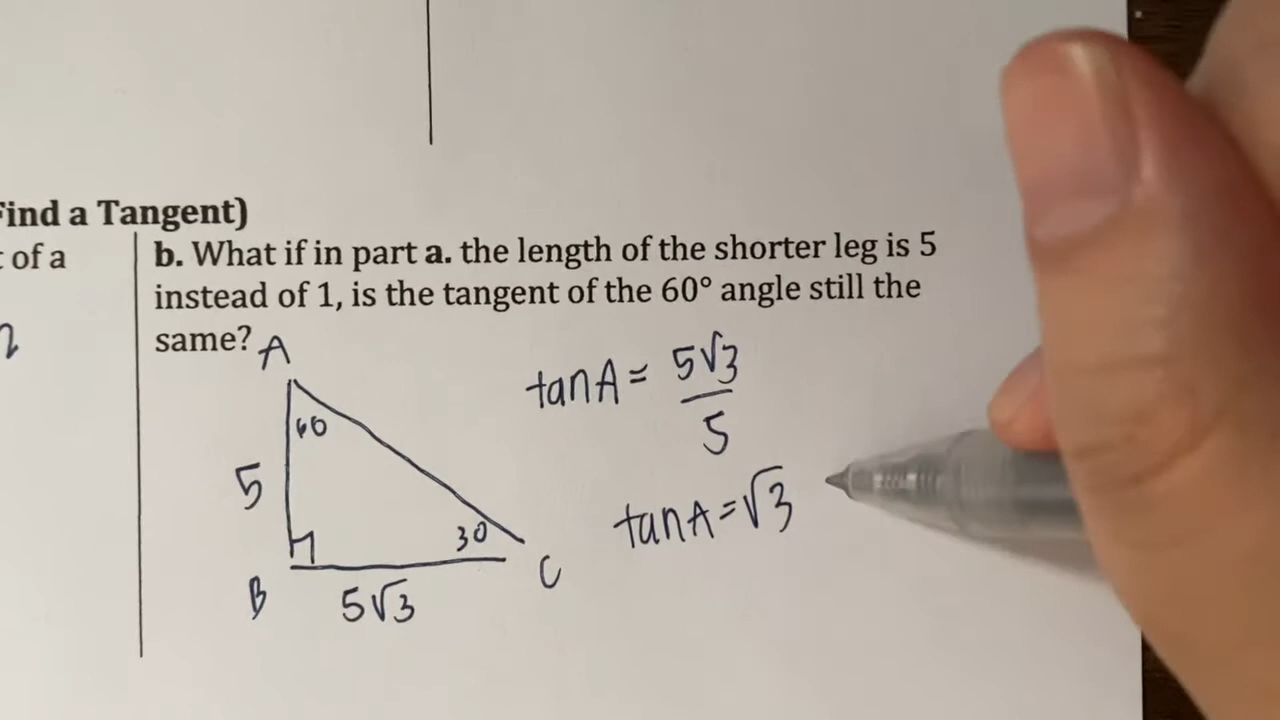 Find a Tangent)
of a
b. What if in part a. the length of the shorter leg is 5
instead of 1, is the tangent of the 60° angle still the
same?
2
A
60
5
30
B
C
5√3
tanA = 5√3
5
tanA=√3